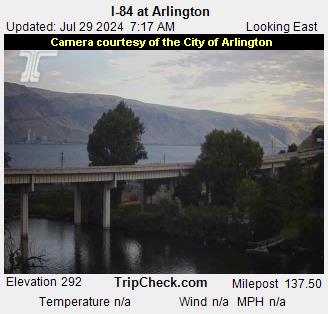 I-84 at Arlington
Updated: Jul 29 2024 7:17 AM Looking East
Camera courtesy of the City of Arlington
Elevation 292 TripCheck.com Milepost 137.50
Temperature n/a Wind n/a MPH n/a